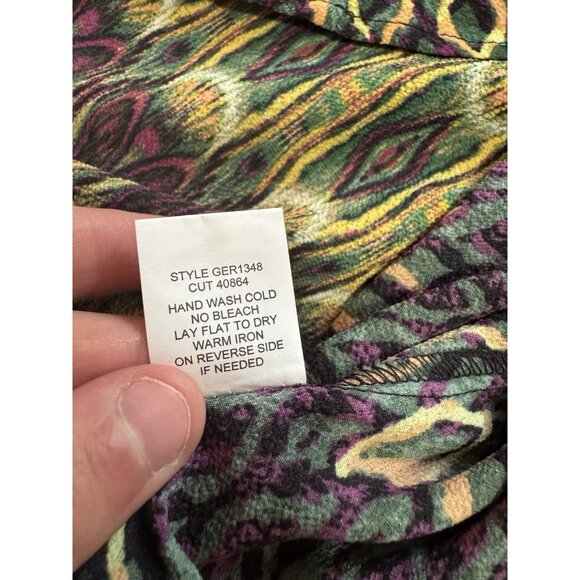 STYLE GER1348
CUT 40864
HAND WASH COLD
NO BLEACH
LAY FLAT TO DRY
WARM IRON
ON REVERSE SIDE
IF NEEDED